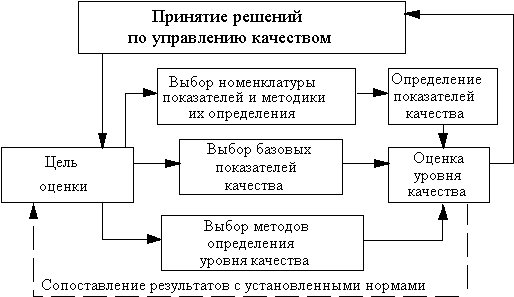 Принятие решений
по управлению качеством
Выбор номенклатуры
показателей и методики
их определения
Определение
показателей
качества
Цель
оценки
Выбор базовых
показателей
качества
Оценка
уровня
качества
Выбор методов
определения
уровня качества
Сопоставление результатов с установленными нормами